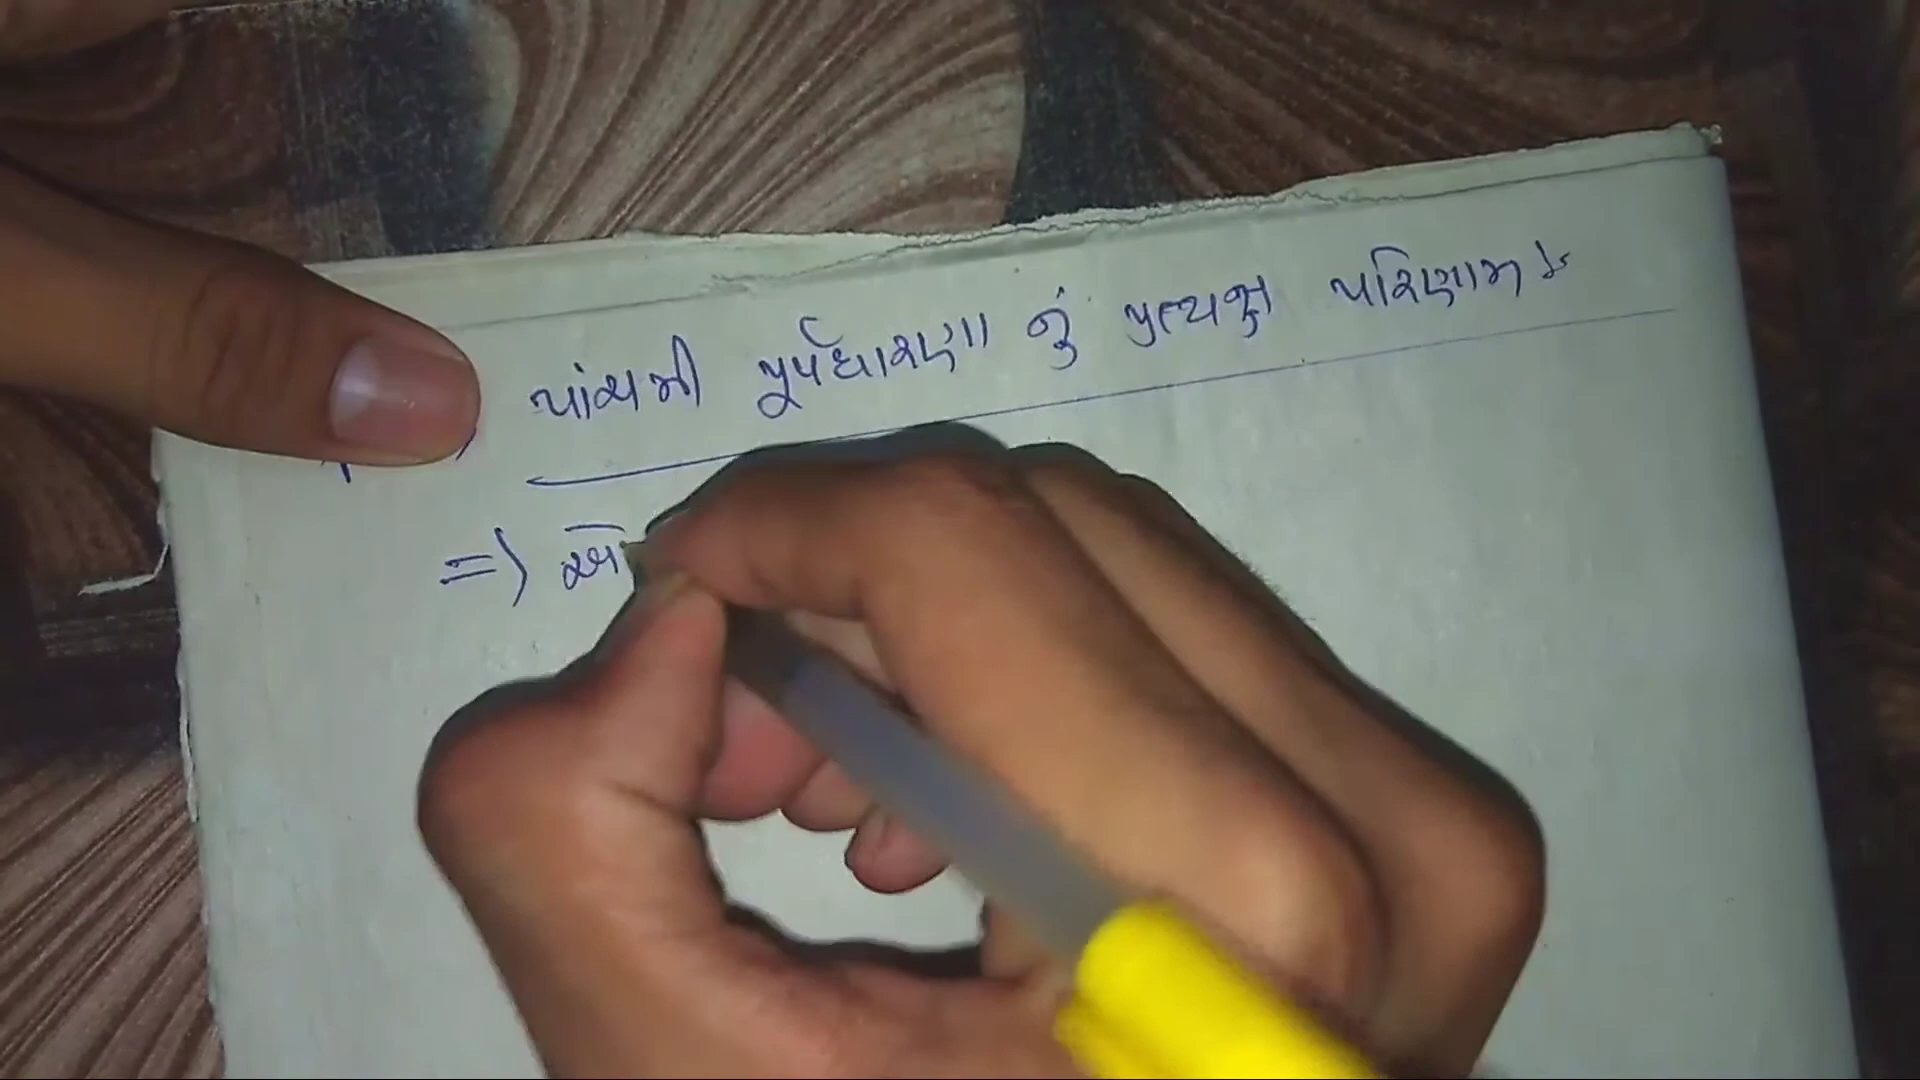 પાંચમી પૂર્વધારણા નું પ્રત્યક્ષ પરિણામ :-
=>